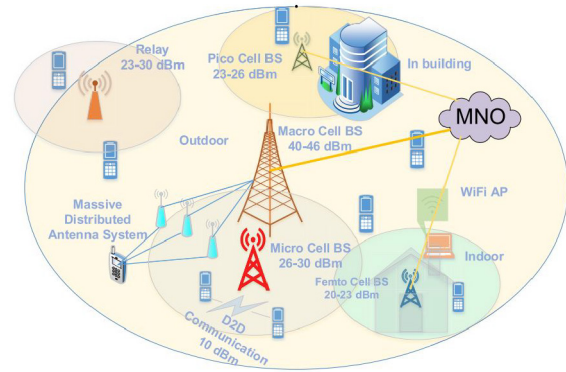 Relay
23-30 dBm
Pico Cell BS
23-26 dBm
In building
MNO
Outdoor
Macro Cell BS
40-46 dBm
WiFi AP
Massive
Distributed
Antenna System
Micro Cell BS
26-30 dBm
Indoor
Femto Cell BS
20-23 dBm
D2D
Communication
10 dBm